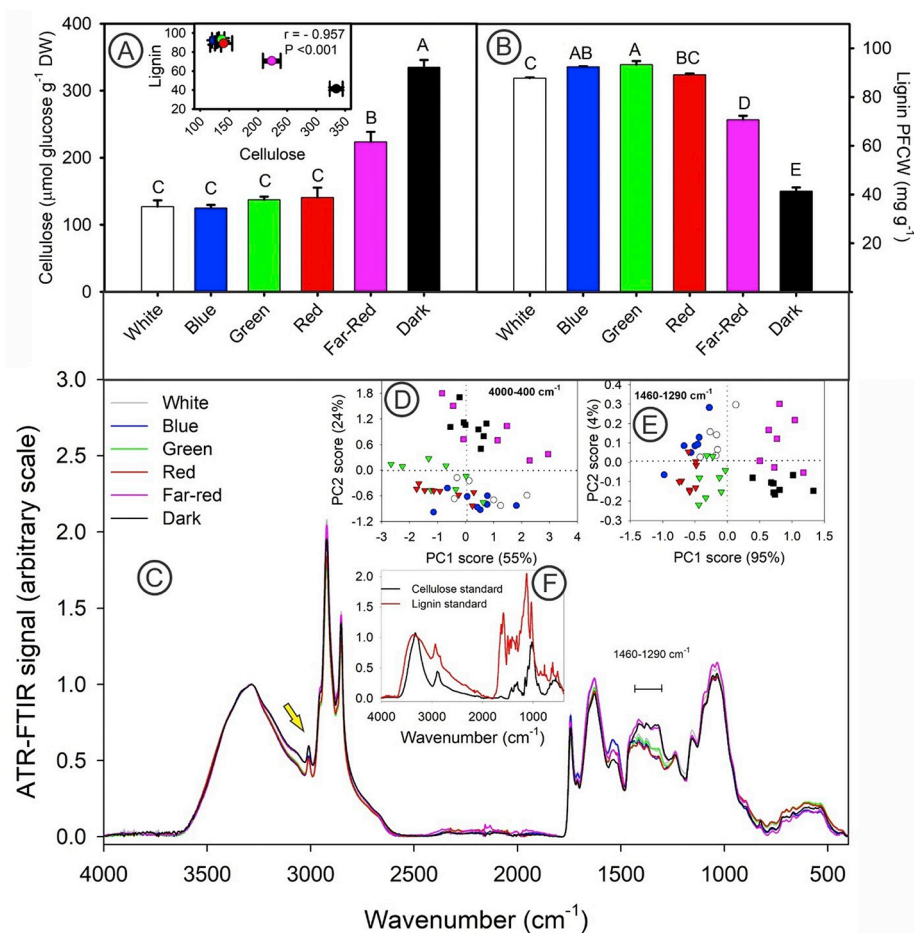 A
B
400
300
200
100
0
Cellulose (µmol glucose g-1 DW)
100
80
60
40
20
Lignin
r = - 0.957
P <0.001
100
150
200
250
300
350
Cellulose
C C C C B A
C AB A BC D E
100
80
60
40
20
0
Lignin PFCW (mg g-1)
White Blue Green Red Far-Red Dark
White Blue Green Red Far-Red Dark
3.0
2.5
2.0
1.5
1.0
0.5
0.0
ATR-FTIR signal (arbitrary scale)
White
Blue
Green
Red
Far-red
Dark
C
D
4000-400 cm-1
1.8
1.2
0.6
0.0
-0.6
-1.2
PC2 score (24%)
-3 -2 -1 0 1 2 3 4
PC1 score (55%)
E
1460-1290 cm-1
0.4
0.3
0.2
0.1
0.0
-0.1
-0.2
-0.3
PC2 score (4%)
-1.5 -1.0 -0.5 0.0 0.5 1.0 1.5
PC1 score (95%)
F
Cellulose standard
Lignin standard
2.0
1.5
1.0
0.5
0.0
4000 3000 2000 1000
Wavenumber (cm-1)
1460-1290 cm-1
4000 3500 3000 2500 2000 1500 1000 500
Wavenumber (cm-1)